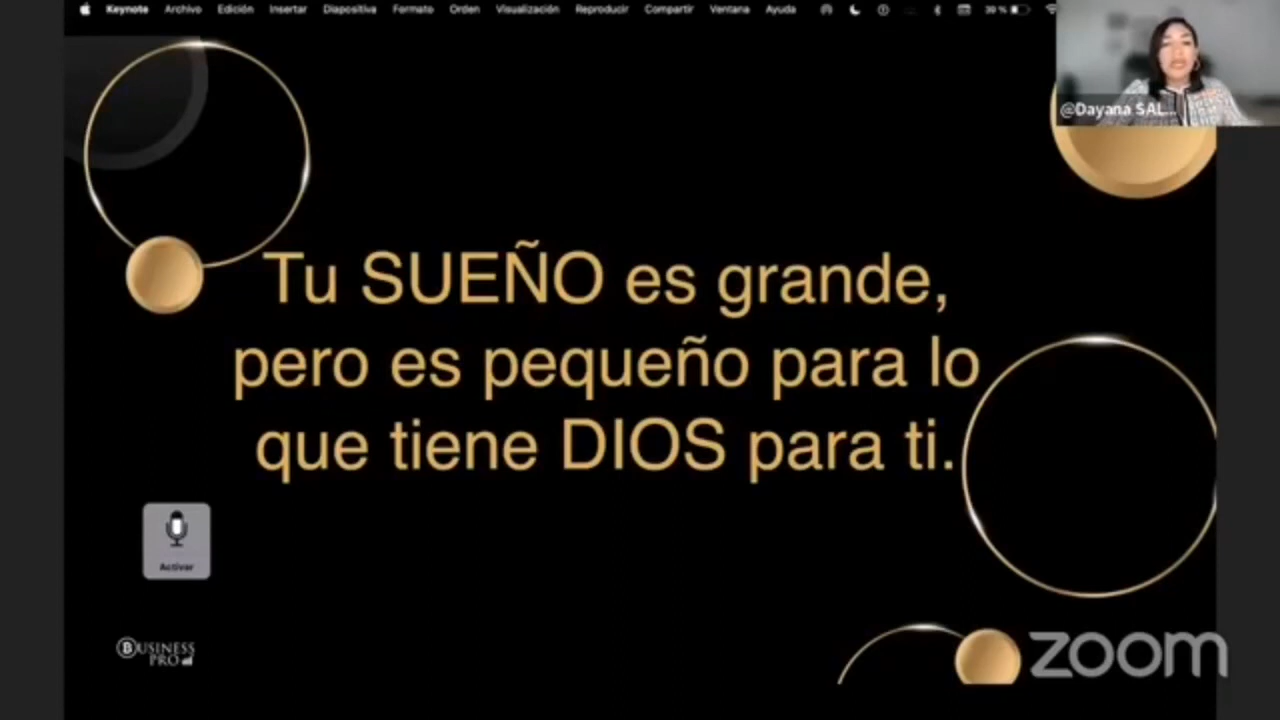 Keynote Archivo Edición Insertar Diapositiva Formato Orden Visualización Reproducir Compartir Ventana Ayuda 39 %
@Dayana SAL...
Tu SUEÑO es grande,
pero es pequeño para lo
que tiene DIOS para ti.
Activar
BUSINESS
PRO
zoom